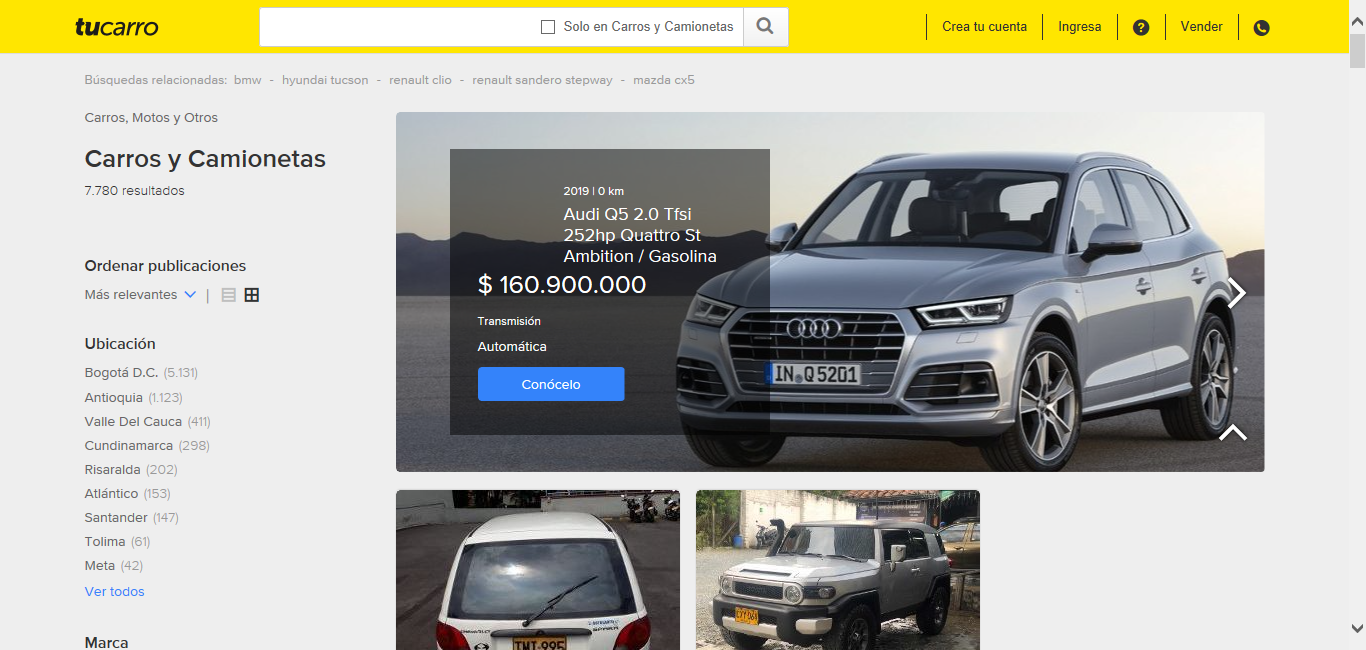 tucarro
Solo en Carros y Camionetas
Crea tu cuenta
Ingresa
?
Vender
Búsquedas relacionadas: bmw - hyundai tucson - renault clio - renault sandero stepway - mazda cx5
Carros, Motos y Otros
Carros y Camionetas
7.780 resultados
Ordenar publicaciones
Más relevantes
Ubicación
Bogotá D.C. (5.131)
Antioquia (1.123)
Valle Del Cauca (411)
Cundinamarca (298)
Risaralda (202)
Atlántico (153)
Santander (147)
Tolima (61)
Meta (42)
Ver todos
Marca
2019 | 0 km
Audi Q5 2.0 Tfsi
252hp Quattro St
Ambition / Gasolina
$ 160.900.000
Transmisión
Automática
Conócelo
IN Q 5201
CHEVROLET
SPARK
TMI-995